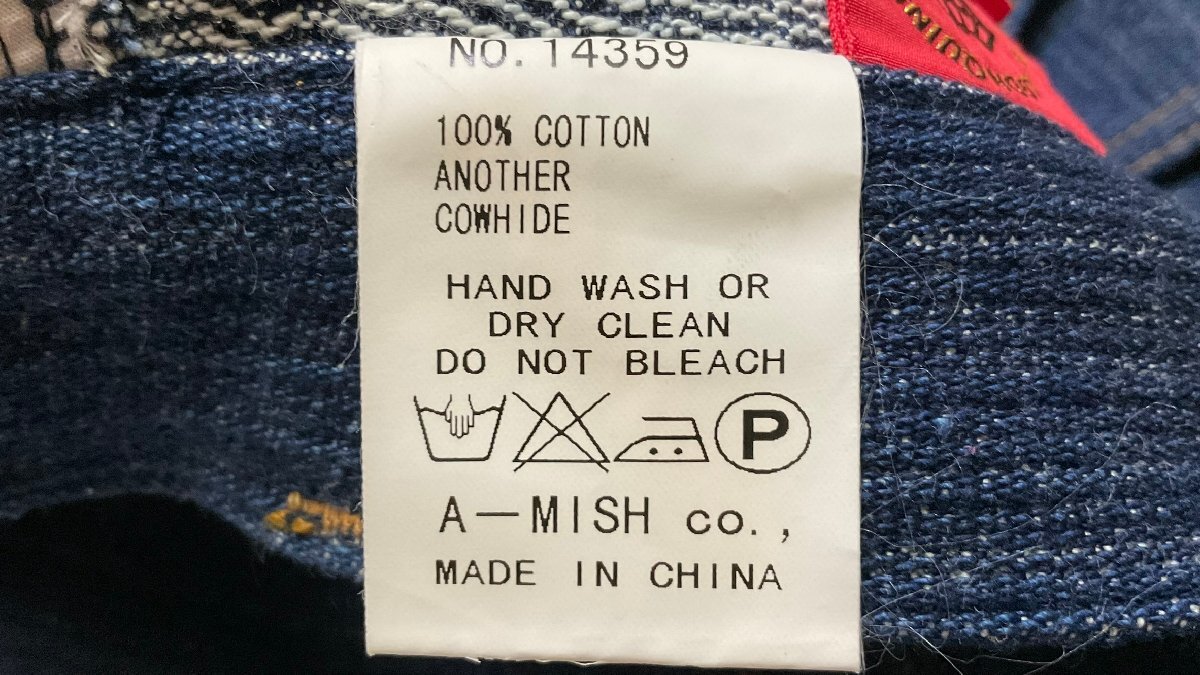 NO. 14359
100% COTTON
ANOTHER
COWHIDE
HAND WASH OR
DRY CLEAN
DO NOT BLEACH
P
A-MISH CO.,
MADE IN CHINA